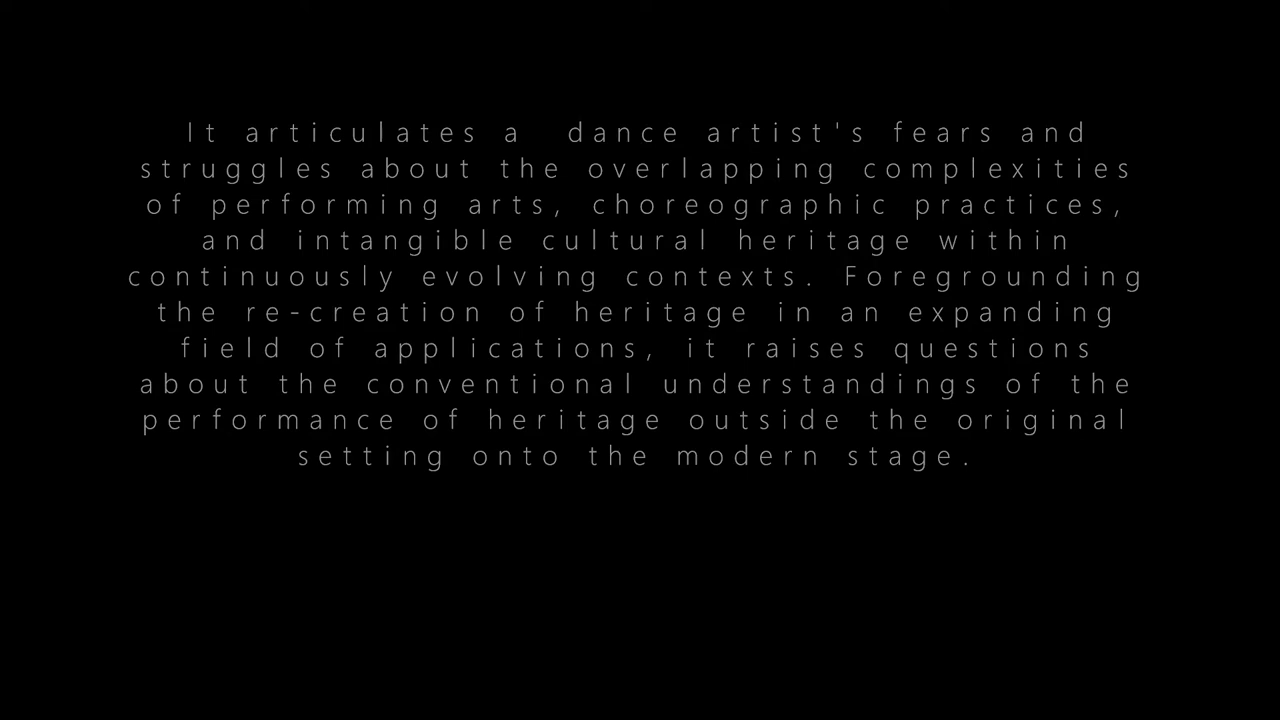 It articulates a  dance artist's fears and
struggles about the overlapping complexities
of performing arts, choreographic practices,
and intangible cultural heritage within
continuously evolving contexts. Foregrounding
the re-creation of heritage in an expanding
field of applications, it raises questions
about the conventional understandings of the
performance of heritage outside the original
setting onto the modern stage.